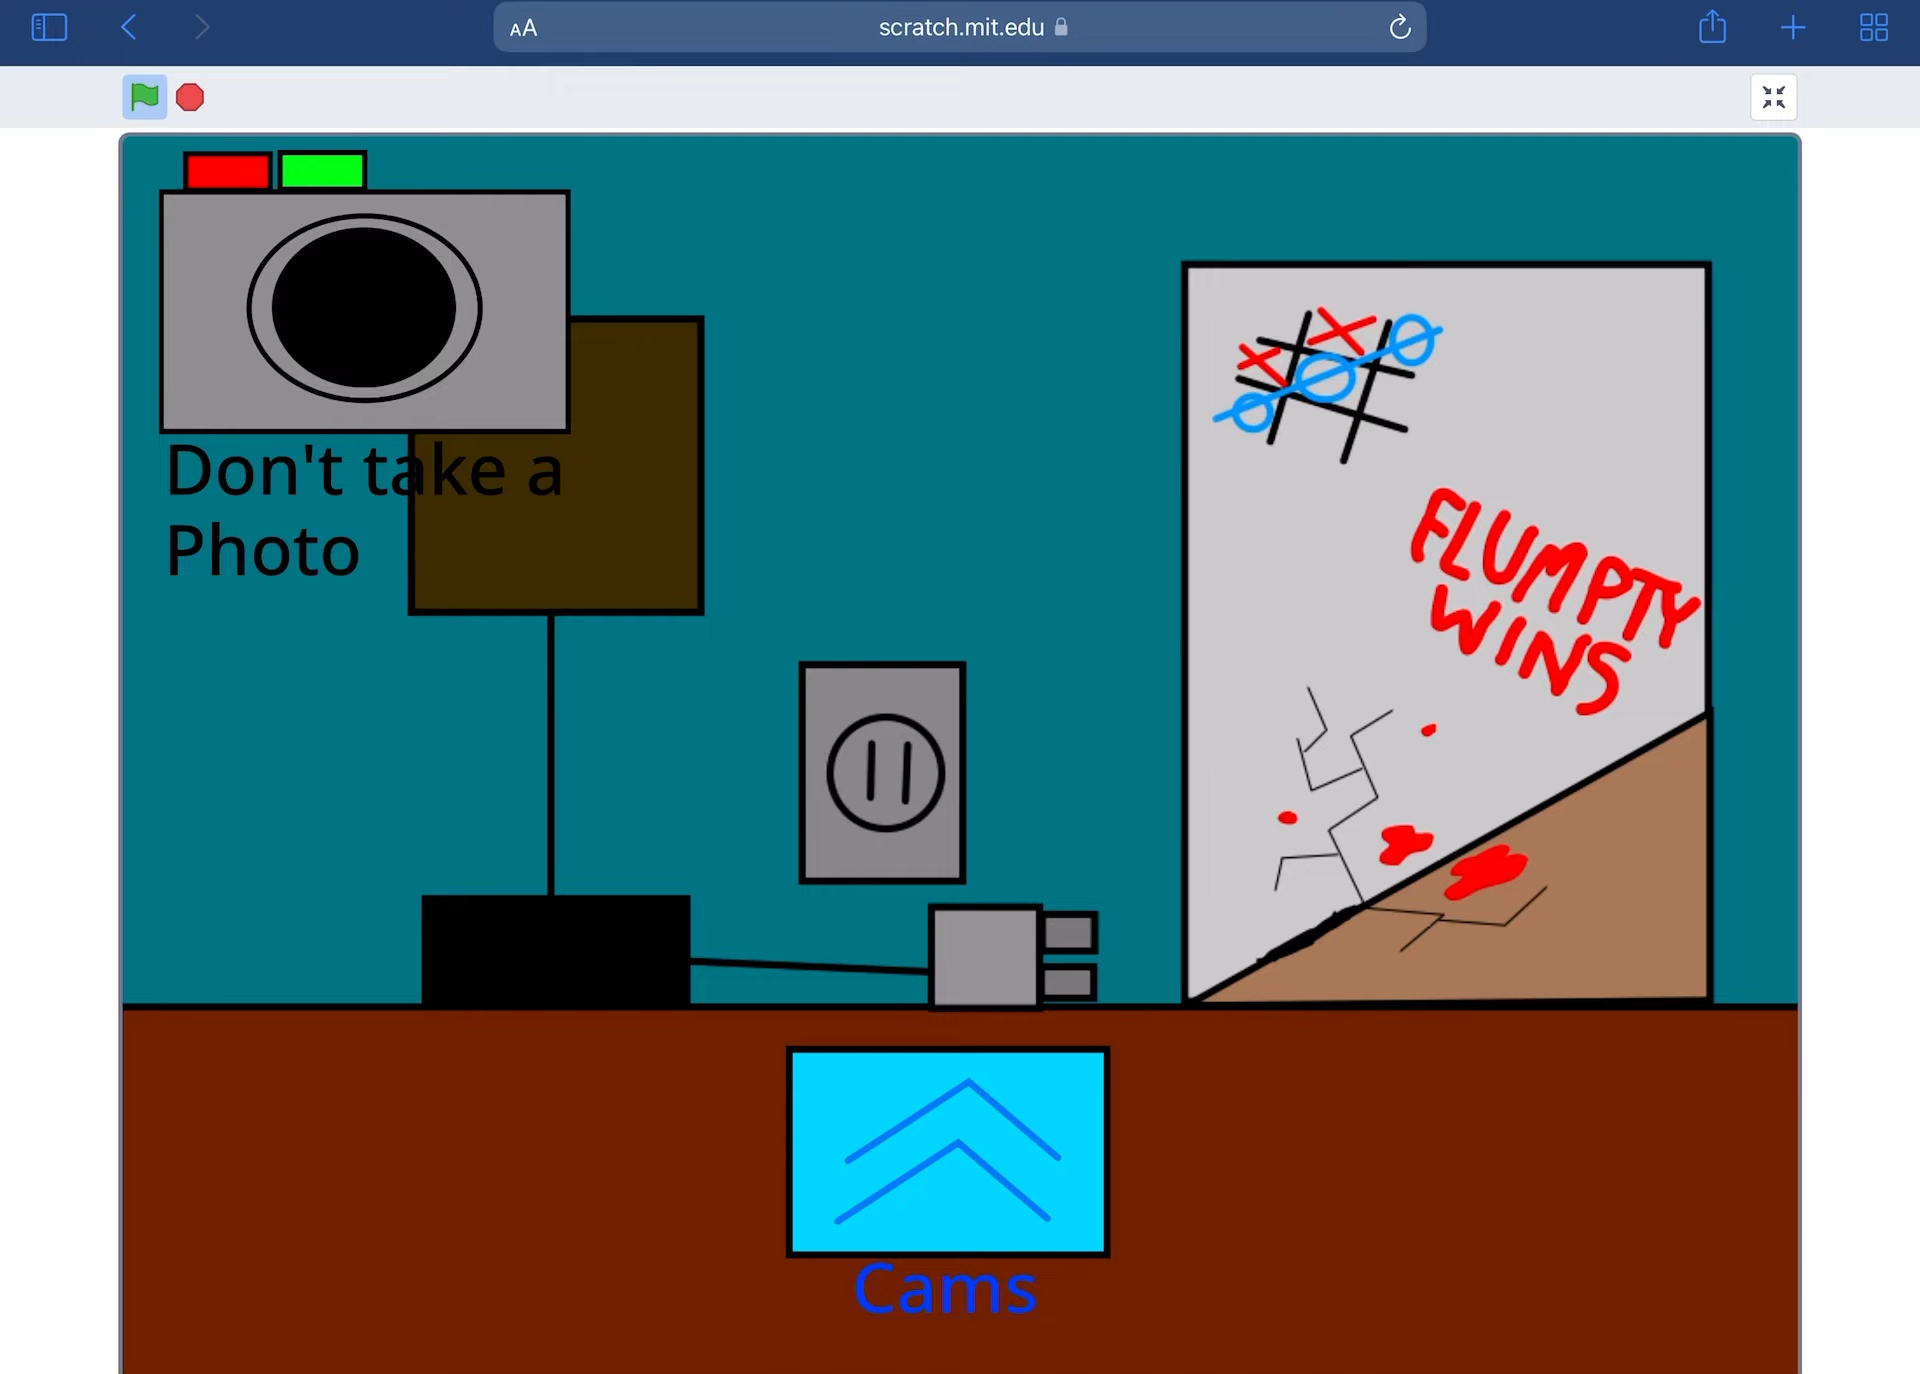 AA
scratch.mit.edu
Don't take a
Photo
FLUMPTY
WINS
Cams